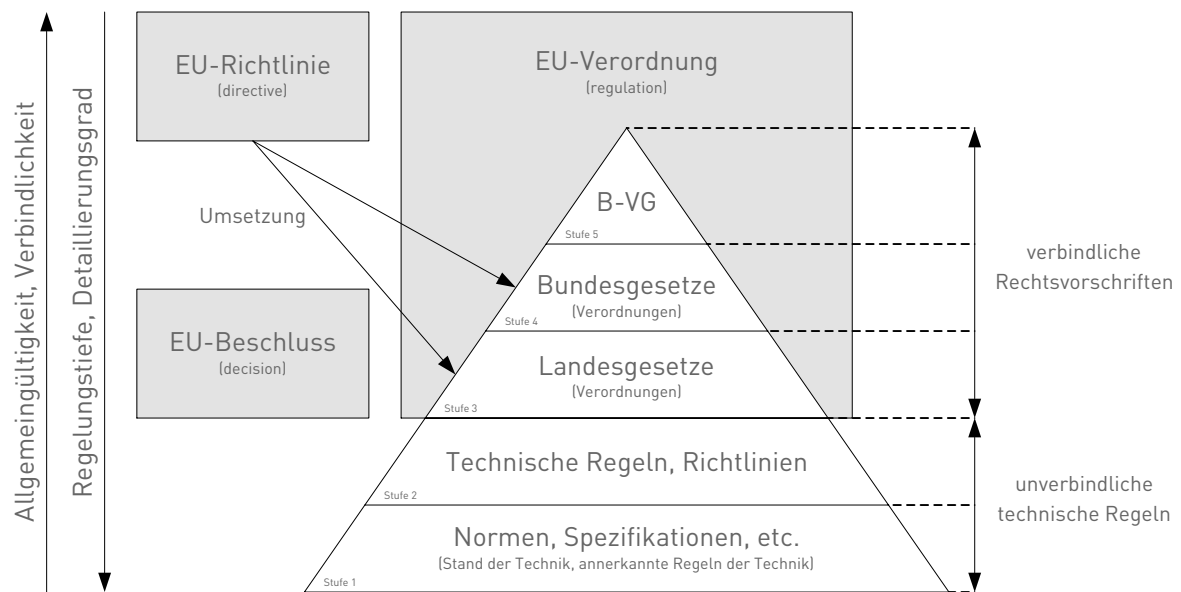 Allgemeingültigkeit, Verbindlichkeit
Regelungstiefe, Detaillierungsgrad
EU-Richtlinie
(directive)
EU-Verordnung
(regulation)
Umsetzung
B-VG
Stufe 5
Bundesgesetze
(Verordnungen)
Stufe 4
EU-Beschluss
(decision)
Landesgesetze
(Verordnungen)
Stufe 3
verbindliche
Rechtsvorschriften
Technische Regeln, Richtlinien
Stufe 2
Normen, Spezifikationen, etc.
(Stand der Technik, annerkannte Regeln der Technik)
Stufe 1
unverbindliche
technische Regeln